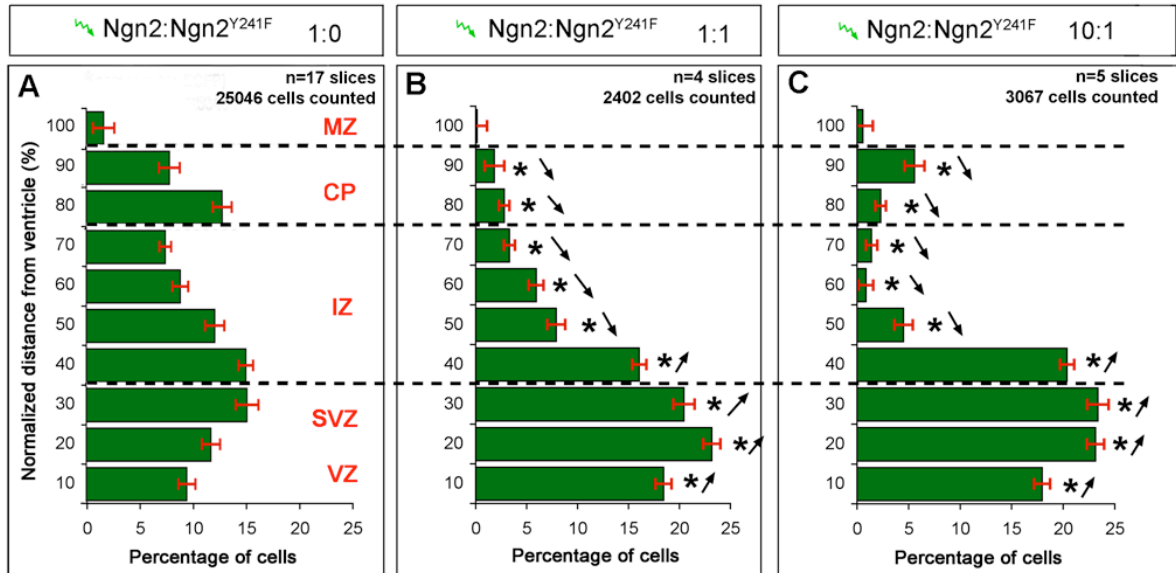 Ngn2:Ngn2Y241F 1:0
Ngn2:Ngn2Y241F 1:1
Ngn2:Ngn2Y241F 10:1
A
n=17 slices
25046 cells counted
Normalized distance from ventricle (%)
100
90
80
70
60
50
40
30
20
10
MZ
CP
IZ
SVZ
VZ
0 5 10 15 20 25
Percentage of cells
B
n=4 slices
2402 cells counted
100
90 *
80 *
70 *
60 *
50 *
40 *
30 *
20 *
10 *
0 5 10 15 20 25
Percentage of cells
C
n=5 slices
3067 cells counted
100
90 *
80 *
70 *
60 *
50 *
40 *
30 *
20 *
10 *
0 5 10 15 20 25
Percentage of cells